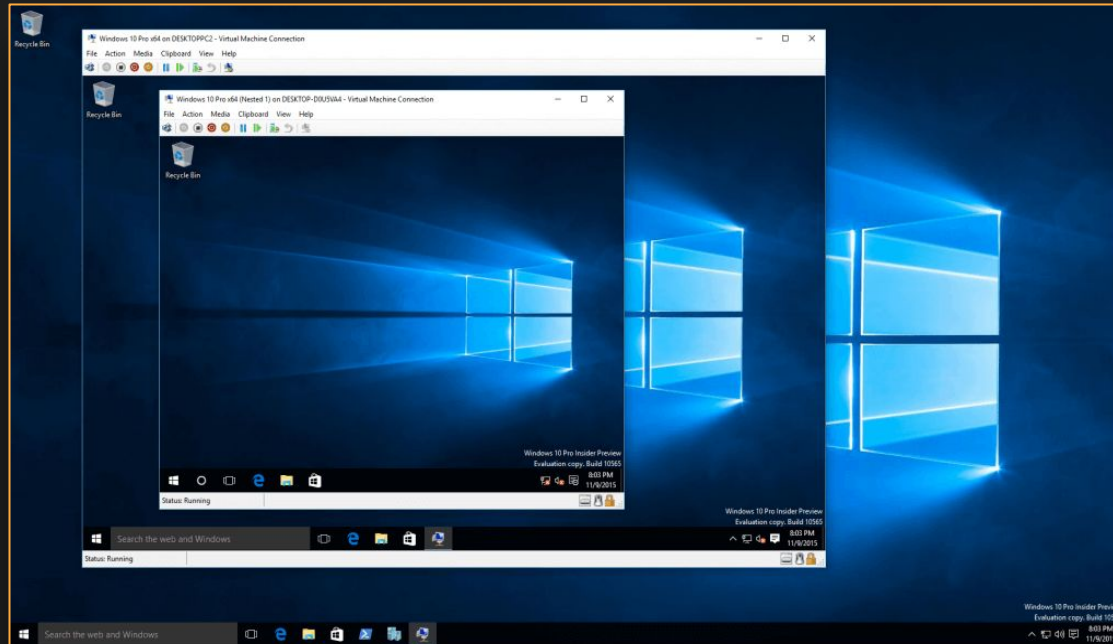 Recycle Bin
Windows 10 Pro x64 on DESKTOPPC2 - Virtual Machine Connection
File Action Media Clipboard View Help
Recycle Bin
Windows 10 Pro x64 (Nested 1) on DESKTOP-D0U5VA4 - Virtual Machine Connection
File Action Media Clipboard View Help
Recycle Bin
Windows 10 Pro Insider Preview
Evaluation copy. Build 10565
8:03 PM
11/9/2015
Status: Running
Windows 10 Pro Insider Preview
Evaluation copy. Build 10565
Search the web and Windows
8:03 PM
11/9/2015
Status: Running
Windows 10 Pro Insider
Evaluation copy. Build
Search the web and Windows
8:03 PM